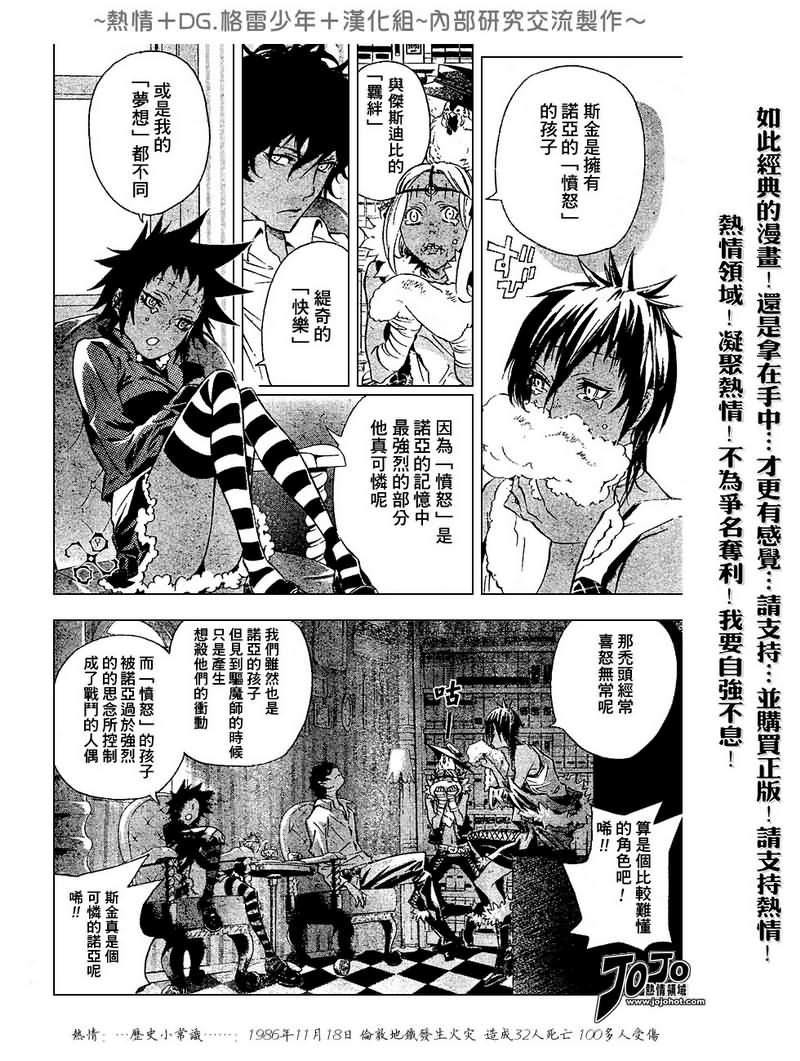 ~熱情＋DG.格雷少年＋漢化組~內部研究交流製作～
如此經典的漫畫！還是拿在手中…才更有感覺…請支持…並購買正版！請支持熱情！
熱情領域！凝聚熱情！不為爭名奪利！我要自強不息！
斯金是擁有
諾亞的「憤怒」
的孩子
與傑斯迪比的
「羈絆」
緹奇的
「快樂」
或是我的
「夢想」都不同
因為「憤怒」是
諾亞的記憶中
最強烈的部分
他真可憐呢
那禿頭經常
喜怒無常呢
咕！
算是個比較難懂
的角色吧！
唏!!
我們雖然也是
諾亞的孩子
但見到驅魔師的時候
只是產生
想殺他們的衝動
而「憤怒」的孩子
被諾亞過於強烈
的的思念所控制
成了戰鬥的人偶
斯金真是個
可憐的諾亞呢
唏!!
JOJO
熱情領域
www.jojohot.com
熱情：…歷史小常識……：1986年11月18日 倫敦地鐵發生火災 造成32人死亡 100多人受傷